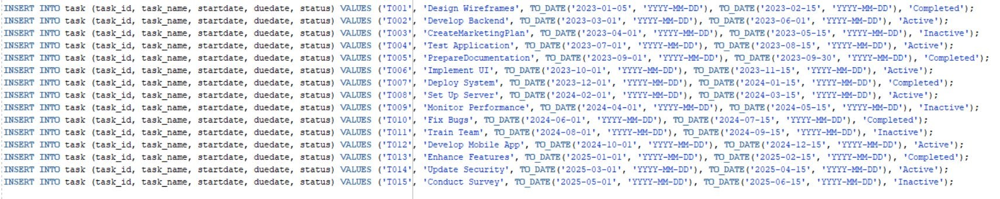 INSERT INTO task (task_id, task_name, startdate, duedate, status) VALUES ('T001', 'Design Wireframes', TO_DATE('2023-01-05', 'YYYY-MM-DD'), TO_DATE('2023-02-15', 'YYYY-MM-DD'), 'Completed');
INSERT INTO task (task_id, task_name, startdate, duedate, status) VALUES ('T002', 'Develop Backend', TO_DATE('2023-03-01', 'YYYY-MM-DD'), TO_DATE('2023-06-01', 'YYYY-MM-DD'), 'Active');
INSERT INTO task (task_id, task_name, startdate, duedate, status) VALUES ('T003', 'CreateMarketingPlan', TO_DATE('2023-04-01', 'YYYY-MM-DD'), TO_DATE('2023-05-15', 'YYYY-MM-DD'), 'Inactive');
INSERT INTO task (task_id, task_name, startdate, duedate, status) VALUES ('T004', 'Test Application', TO_DATE('2023-07-01', 'YYYY-MM-DD'), TO_DATE('2023-08-15', 'YYYY-MM-DD'), 'Active');
INSERT INTO task (task_id, task_name, startdate, duedate, status) VALUES ('T005', 'PrepareDocumentation', TO_DATE('2023-09-01', 'YYYY-MM-DD'), TO_DATE('2023-09-30', 'YYYY-MM-DD'), 'Completed');
INSERT INTO task (task_id, task_name, startdate, duedate, status) VALUES ('T006', 'Implement UI', TO_DATE('2023-10-01', 'YYYY-MM-DD'), TO_DATE('2023-11-15', 'YYYY-MM-DD'), 'Active');
INSERT INTO task (task_id, task_name, startdate, duedate, status) VALUES ('T007', 'Deploy System', TO_DATE('2023-12-01', 'YYYY-MM-DD'), TO_DATE('2024-01-15', 'YYYY-MM-DD'), 'Completed');
INSERT INTO task (task_id, task_name, startdate, duedate, status) VALUES ('T008', 'Set Up Server', TO_DATE('2024-02-01', 'YYYY-MM-DD'), TO_DATE('2024-03-15', 'YYYY-MM-DD'), 'Active');
INSERT INTO task (task_id, task_name, startdate, duedate, status) VALUES ('T009', 'Monitor Performance', TO_DATE('2024-04-01', 'YYYY-MM-DD'), TO_DATE('2024-05-15', 'YYYY-MM-DD'), 'Inactive');
INSERT INTO task (task_id, task_name, startdate, duedate, status) VALUES ('T010', 'Fix Bugs', TO_DATE('2024-06-01', 'YYYY-MM-DD'), TO_DATE('2024-07-15', 'YYYY-MM-DD'), 'Completed');
INSERT INTO task (task_id, task_name, startdate, duedate, status) VALUES ('T011', 'Train Team', TO_DATE('2024-08-01', 'YYYY-MM-DD'), TO_DATE('2024-09-15', 'YYYY-MM-DD'), 'Inactive');
INSERT INTO task (task_id, task_name, startdate, duedate, status) VALUES ('T012', 'Develop Mobile App', TO_DATE('2024-10-01', 'YYYY-MM-DD'), TO_DATE('2024-12-15', 'YYYY-MM-DD'), 'Active');
INSERT INTO task (task_id, task_name, startdate, duedate, status) VALUES ('T013', 'Enhance Features', TO_DATE('2025-01-01', 'YYYY-MM-DD'), TO_DATE('2025-02-15', 'YYYY-MM-DD'), 'Completed');
INSERT INTO task (task_id, task_name, startdate, duedate, status) VALUES ('T014', 'Update Security', TO_DATE('2025-03-01', 'YYYY-MM-DD'), TO_DATE('2025-04-15', 'YYYY-MM-DD'), 'Active');
INSERT INTO task (task_id, task_name, startdate, duedate, status) VALUES ('T015', 'Conduct Survey', TO_DATE('2025-05-01', 'YYYY-MM-DD'), TO_DATE('2025-06-15', 'YYYY-MM-DD'), 'Inactive');